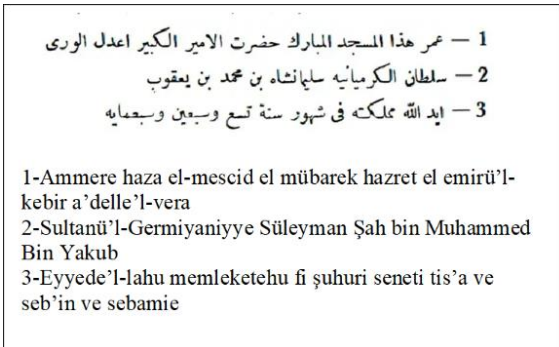 1 — عمر هذا المسجد المبارك حضرت الامير الكبير اعدل الورى
2 — سلطان الكرميانيه سليمانشاه بن محمد بن يعقوب
3 — ايد الله مملكته فى شهور سنة تسع وسبعين وسبعمايه
1-Ammere haza el-mescid el mübarek hazret el emirü’l-
kebir a’delle’l-vera
2-Sultanü’l-Germiyaniyye Süleyman Şah bin Muhammed
Bin Yakub
3-Eyyede’l-lahu memleketehu fi şuhuri seneti tis’a ve
seb’in ve sebamie